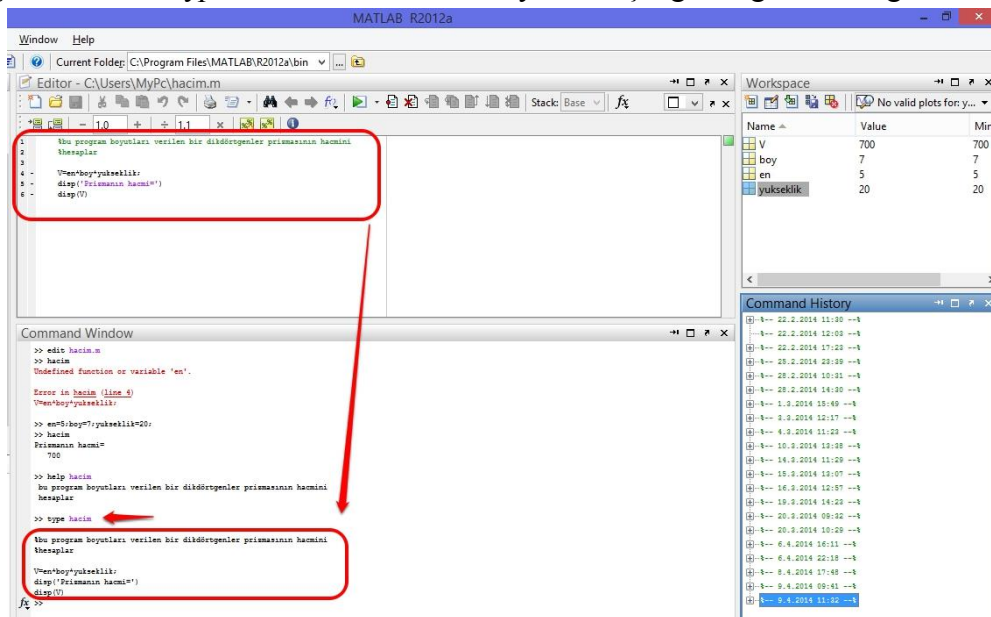 MATLAB R2012a
Window Help
Current Folder: C:\Program Files\MATLAB\R2012a\bin
Editor - C:\Users\MyPc\hacim.m
Stack: Base
fx
1.0
1.1
1 %bu program boyutları verilen bir dikdörtgenler prizmasının hacmini
2 %hesaplar
3
4 - V=en*boy*yukseklik;
5 - disp('Prizmanın hacmi=')
6 - disp(V)
Command Window
>> edit hacim.m
>> hacim
Undefined function or variable 'en'.
Error in hacim (line 4)
V=en*boy*yukseklik;
>> en=5;boy=7;yukseklik=20;
>> hacim
Prizmanın hacmi=
700
>> help hacim
bu program boyutları verilen bir dikdörtgenler prizmasının hacmini
hesaplar
>> type hacim
%bu program boyutları verilen bir dikdörtgenler prizmasının hacmini
%hesaplar
V=en*boy*yukseklik;
disp('Prizmanın hacmi=')
disp(V)
fx >>
Workspace
No valid plots for: y...
Name Value Min
V 700 700
boy 7 7
en 5 5
yukseklik 20 20
Command History
%-- 22.2.2014 11:30 --%
%-- 22.2.2014 12:03 --%
%-- 22.2.2014 17:23 --%
%-- 25.2.2014 23:39 --%
%-- 28.2.2014 10:31 --%
%-- 28.2.2014 14:30 --%
%-- 1.3.2014 15:49 --%
%-- 3.3.2014 12:17 --%
%-- 4.3.2014 11:23 --%
%-- 10.3.2014 13:38 --%
%-- 14.3.2014 11:29 --%
%-- 15.3.2014 13:07 --%
%-- 16.3.2014 12:57 --%
%-- 19.3.2014 14:23 --%
%-- 20.3.2014 09:32 --%
%-- 20.3.2014 10:29 --%
%-- 6.4.2014 16:11 --%
%-- 6.4.2014 22:18 --%
%-- 8.4.2014 17:48 --%
%-- 9.4.2014 09:41 --%
%-- 9.4.2014 11:32 --%